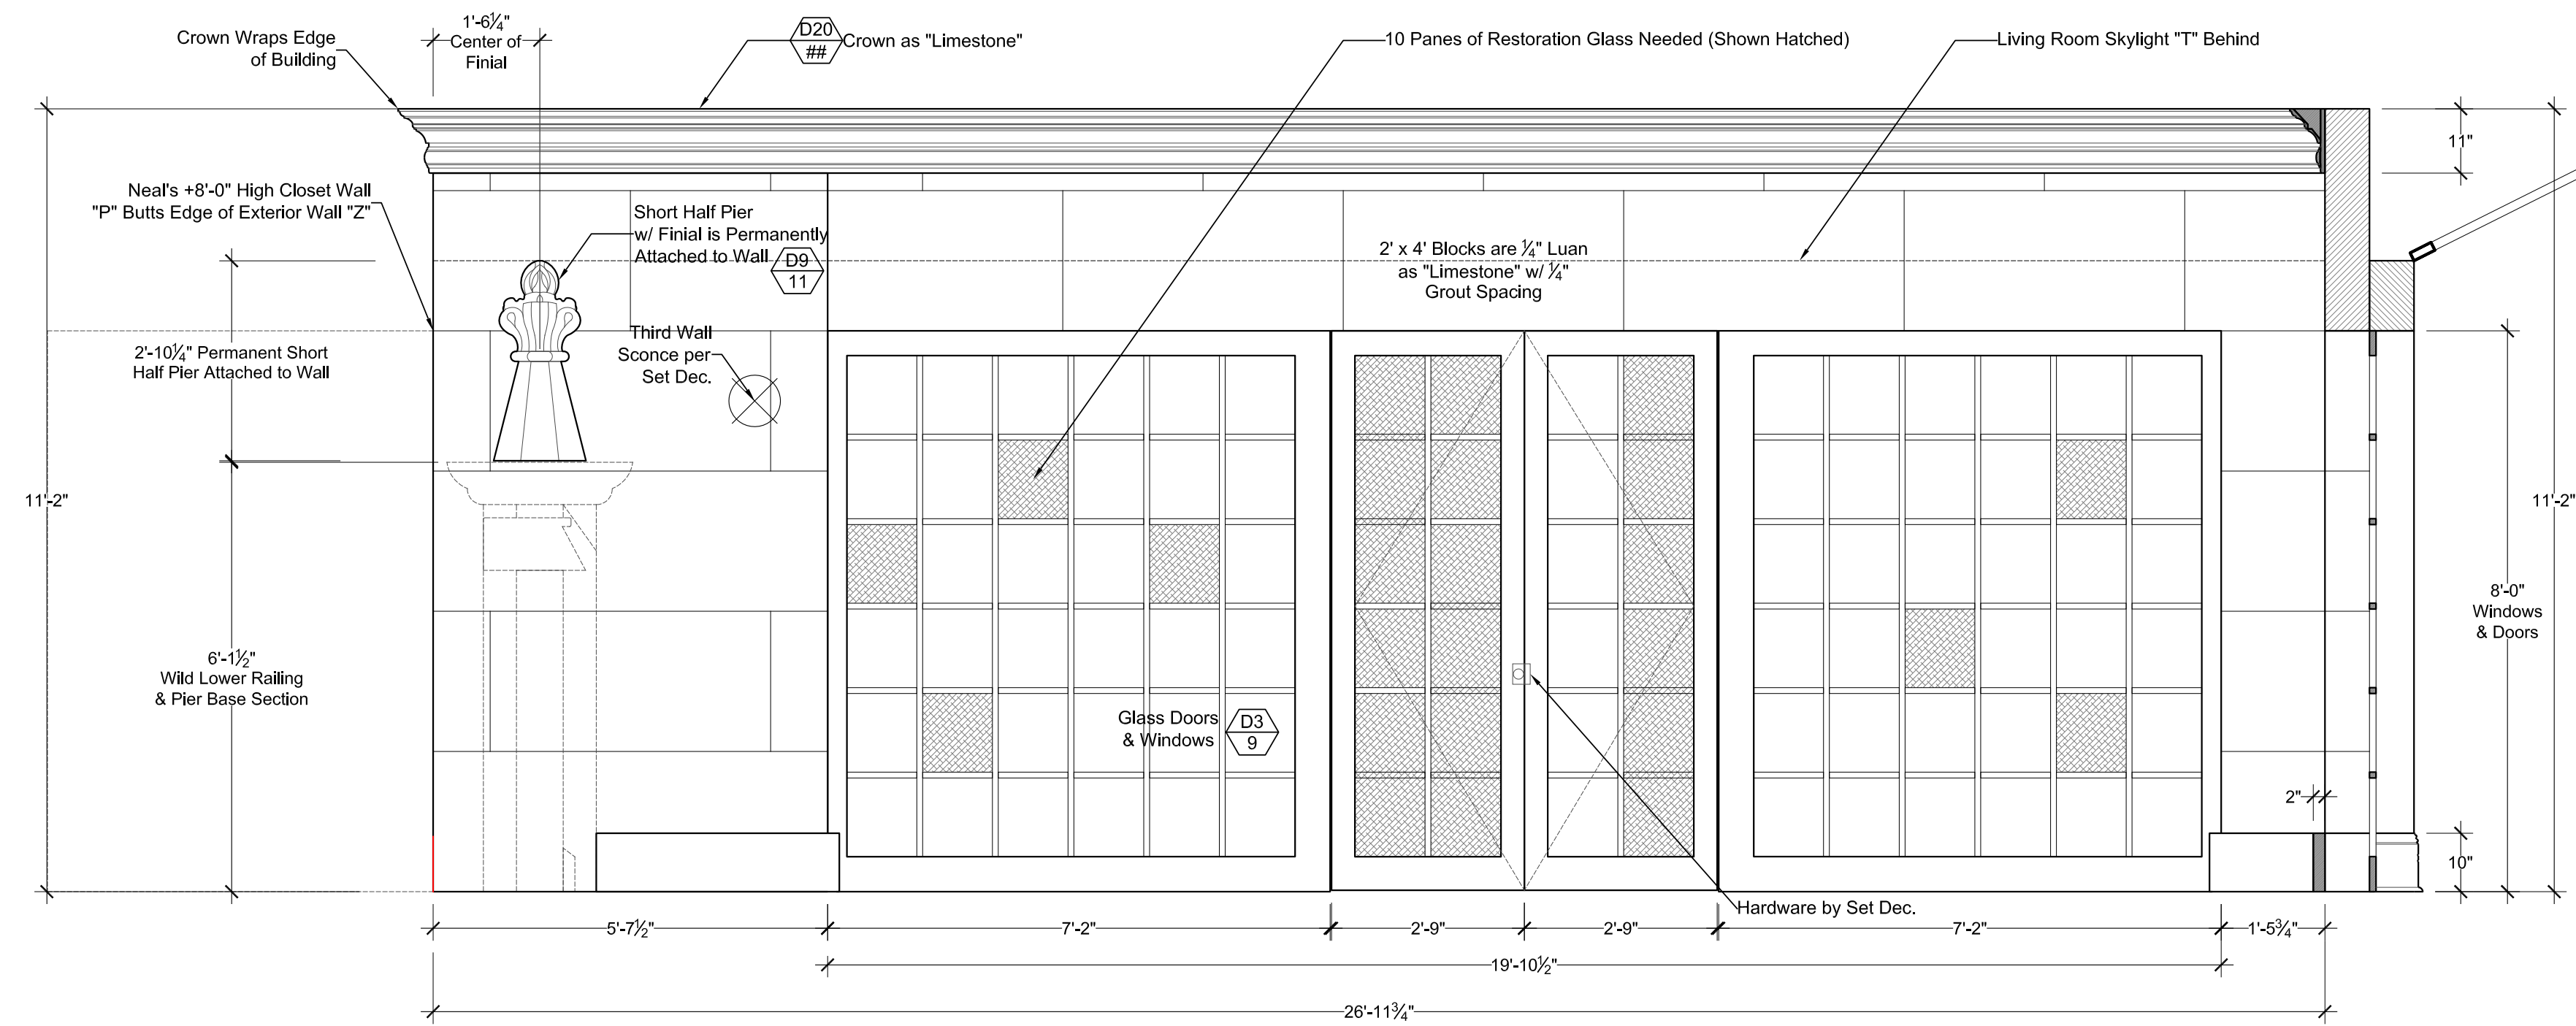 1'-6¼"
Center of
Finial
Crown Wraps Edge
of Building
D20
##
Crown as "Limestone"
10 Panes of Restoration Glass Needed (Shown Hatched)
Living Room Skylight "T" Behind
11"
Neal's +8'-0" High Closet Wall
"P" Butts Edge of Exterior Wall "Z"
Short Half Pier
w/ Finial is Permanently
Attached to Wall
D9
11
2' x 4' Blocks are ¼" Luan
as "Limestone" w/ ¼"
Grout Spacing
Third Wall
Sconce per
Set Dec.
2'-10¼" Permanent Short
Half Pier Attached to Wall
11'-2"
11'-2"
8'-0"
Windows
& Doors
6'-1½"
Wild Lower Railing
& Pier Base Section
Glass Doors
& Windows
D3
9
2"
10"
Hardware by Set Dec.
5'-7½"
7'-2"
2'-9"
2'-9"
7'-2"
1'-5¾"
19'-10½"
26'-11¾"